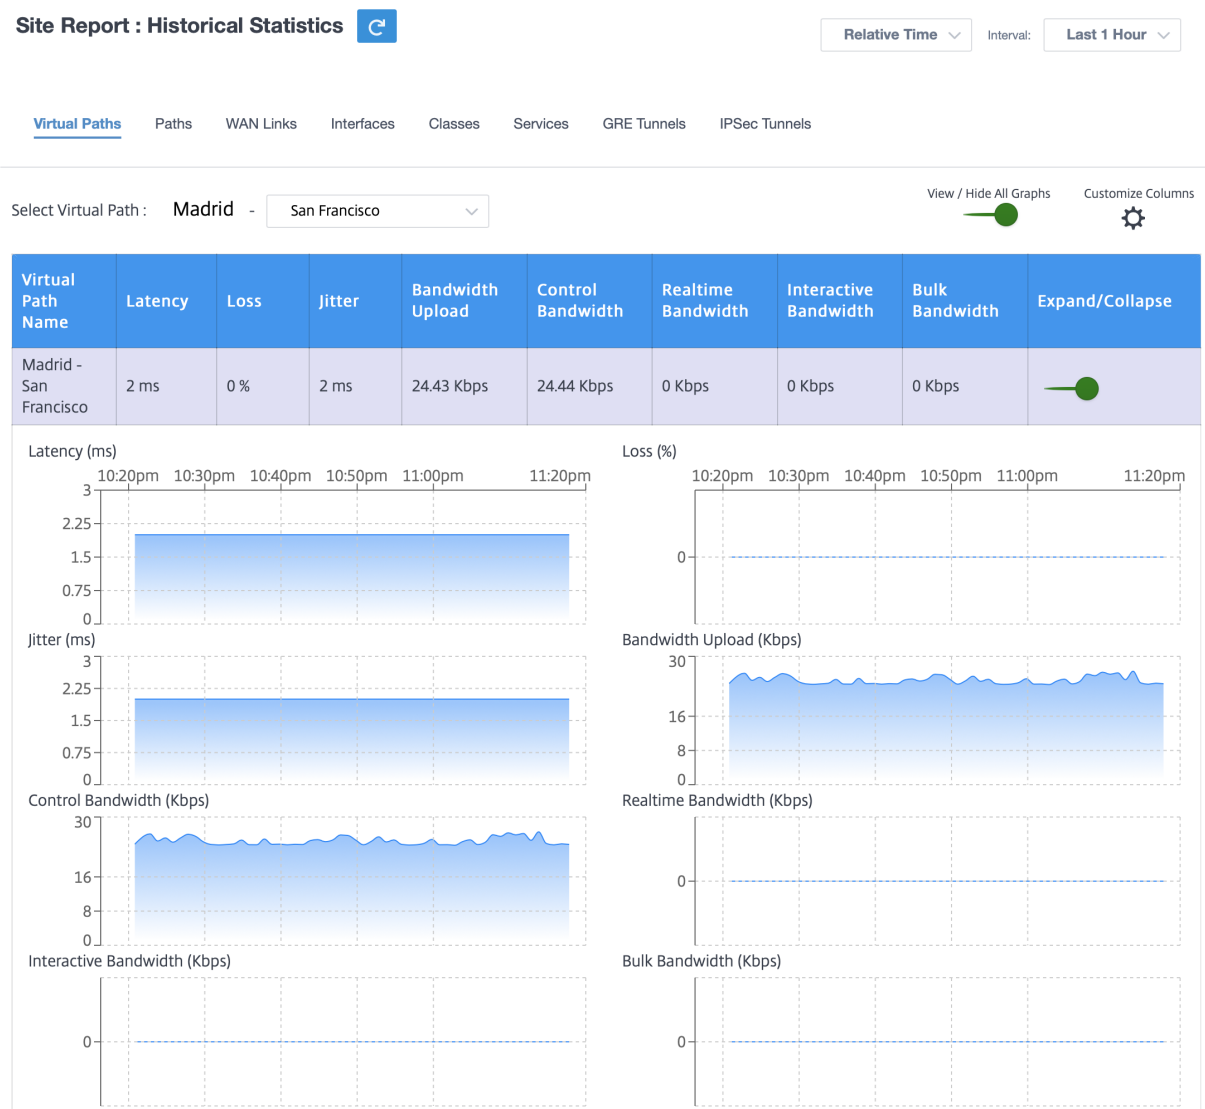 Site Report : Historical Statistics
Relative Time
Interval:
Last 1 Hour
Virtual Paths
Paths
WAN Links
Interfaces
Classes
Services
GRE Tunnels
IPSec Tunnels
Select Virtual Path :
Madrid
-
San Francisco
View / Hide All Graphs
Customize Columns
Virtual
Path
Name
Latency
Loss
Jitter
Bandwidth
Upload
Control
Bandwidth
Realtime
Bandwidth
Interactive
Bandwidth
Bulk
Bandwidth
Expand/Collapse
Madrid -
San
Francisco
2 ms
0 %
2 ms
24.43 Kbps
24.44 Kbps
0 Kbps
0 Kbps
0 Kbps
Latency (ms)
10:20pm 10:30pm 10:40pm 10:50pm 11:00pm 11:20pm
3
2.25
1.5
0.75
0
Loss (%)
10:20pm 10:30pm 10:40pm 10:50pm 11:00pm 11:20pm
0
Jitter (ms)
3
2.25
1.5
0.75
0
Bandwidth Upload (Kbps)
30
16
8
0
Control Bandwidth (Kbps)
30
16
8
0
Realtime Bandwidth (Kbps)
0
Interactive Bandwidth (Kbps)
0
Bulk Bandwidth (Kbps)
0